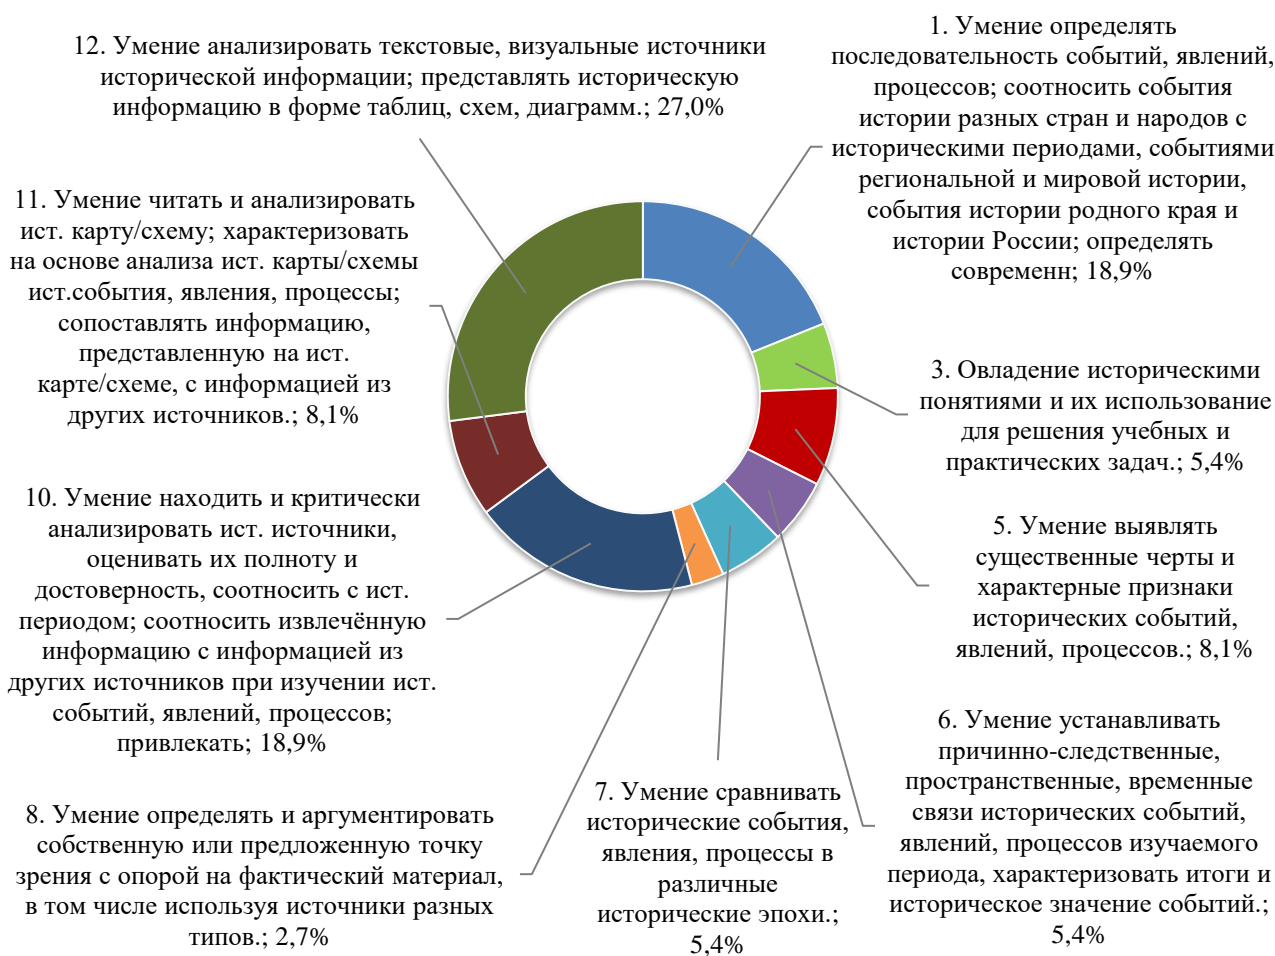 12. Умение анализировать текстовые, визуальные источники
исторической информации; представлять историческую
информацию в форме таблиц, схем, диаграмм.; 27,0%
1. Умение определять
последовательность событий, явлений,
процессов; соотносить события
истории разных стран и народов с
историческими периодами, событиями
региональной и мировой истории,
события истории родного края и
истории России; определять
современн; 18,9%
11. Умение читать и анализировать
ист. карту/схему; характеризовать
на основе анализа ист. карты/схемы
ист.события, явления, процессы;
сопоставлять информацию,
представленную на ист.
карте/схеме, с информацией из
других источников.; 8,1%
3. Овладение историческими
понятиями и их использование
для решения учебных и
практических задач.; 5,4%
10. Умение находить и критически
анализировать ист. источники,
оценивать их полноту и
достоверность, соотносить с ист.
периодом; соотносить извлечённую
информацию с информацией из
других источников при изучении ист.
событий, явлений, процессов;
привлекать; 18,9%
5. Умение выявлять
существенные черты и
характерные признаки
исторических событий,
явлений, процессов.; 8,1%
8. Умение определять и аргументировать
собственную или предложенную точку
зрения с опорой на фактический материал,
в том числе используя источники разных
типов.; 2,7%
7. Умение сравнивать
исторические события,
явления, процессы в
различные
исторические эпохи.;
5,4%
6. Умение устанавливать
причинно-следственные,
пространственные, временные
связи исторических событий,
явлений, процессов изучаемого
периода, характеризовать итоги и
историческое значение событий.;
5,4%